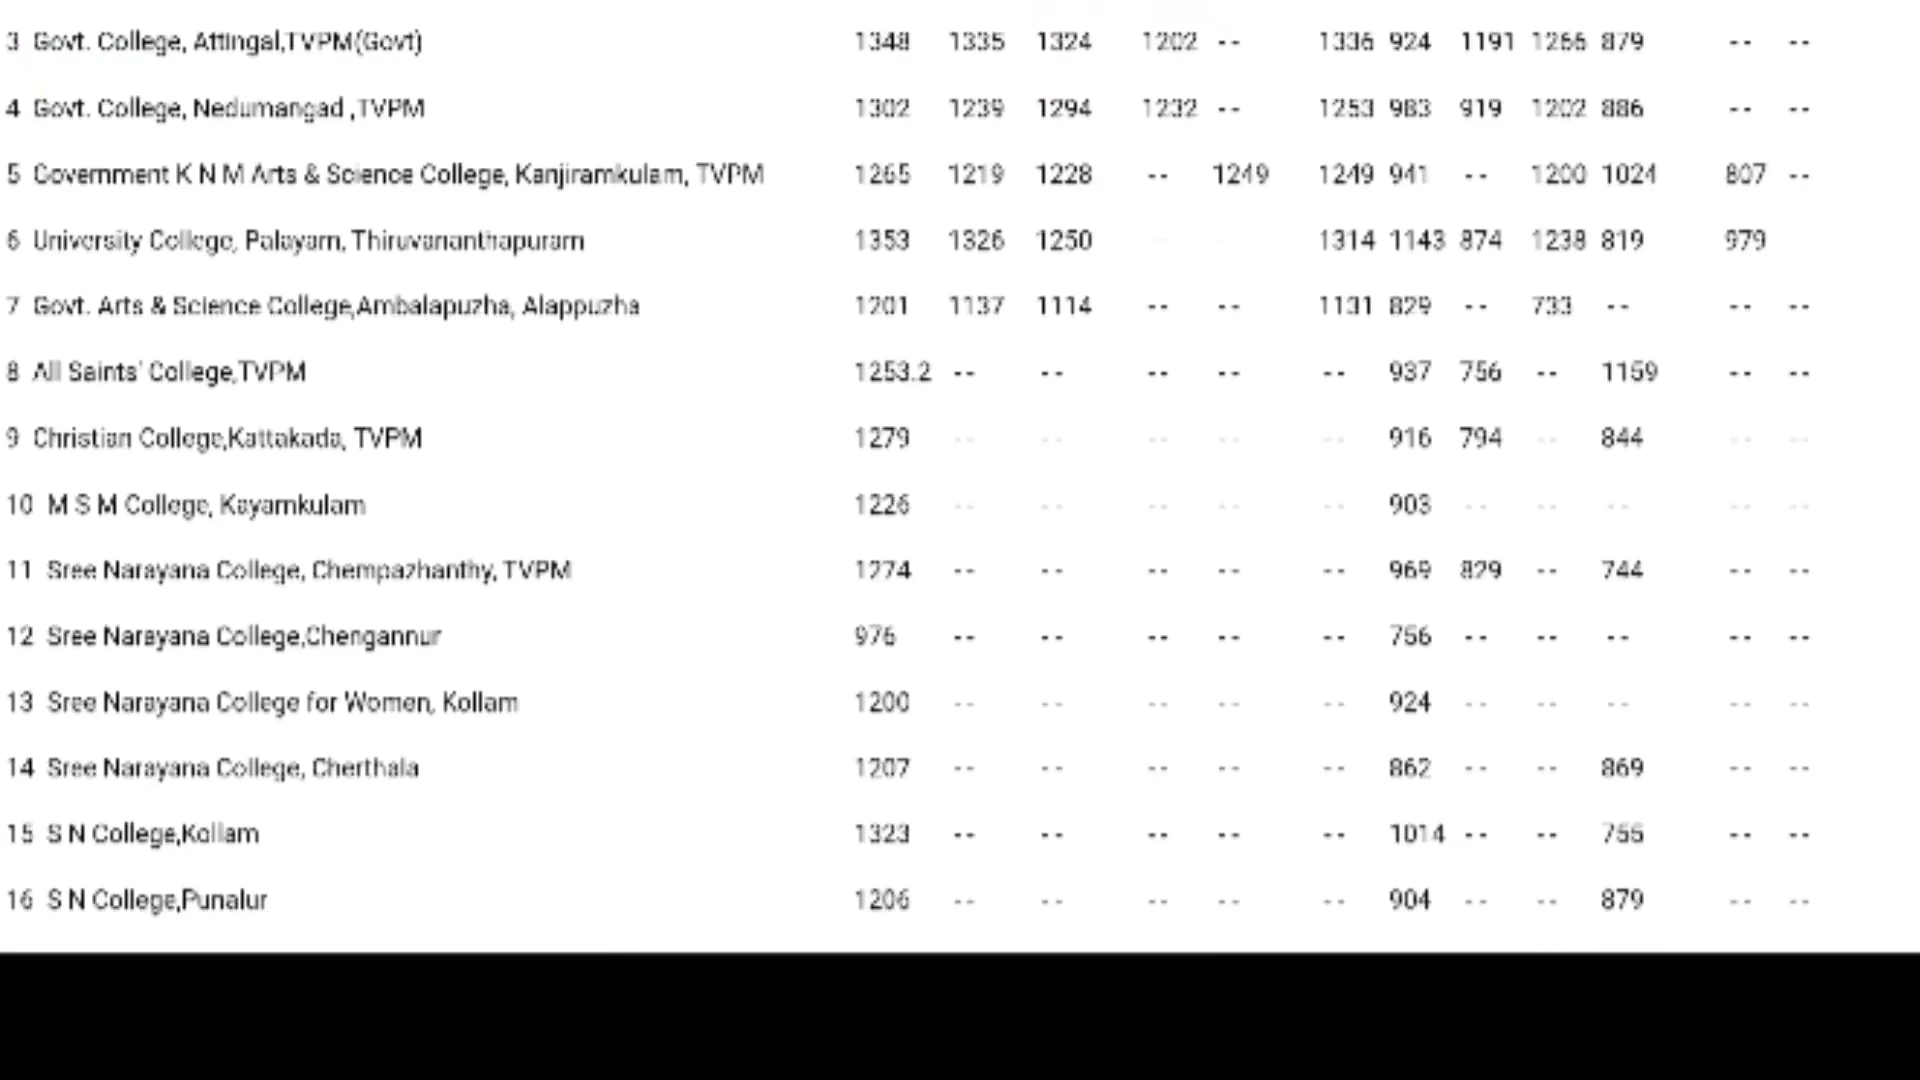 3 Govt. College, Attingal,TVPM(Govt) 1348 1335 1324 1202 -- 1336 924 1191 1266 879 -- --
4 Govt. College, Nedumangad ,TVPM 1302 1239 1294 1232 -- 1253 983 919 1202 886 -- --
5 Government K N M Arts & Science College, Kanjiramkulam, TVPM 1265 1219 1228 -- 1249 1249 941 -- 1200 1024 807 --
6 University College, Palayam, Thiruvananthapuram 1353 1326 1250 -- - 1314 1143 874 1238 819 979
7 Govt. Arts & Science College,Ambalapuzha, Alappuzha 1201 1137 1114 -- -- 1131 829 -- 733 -- -- --
8 All Saints' College,TVPM 1253.2 -- -- -- -- -- 937 756 -- 1159 -- --
9 Christian College,Kattakada, TVPM 1279 -- -- -- -- -- 916 794 -- 844 -- --
10 M S M College, Kayamkulam 1226 -- -- -- -- -- 903 -- -- -- -- --
11 Sree Narayana College, Chempazhanthy, TVPM 1274 -- -- -- -- -- 969 829 -- 744 -- --
12 Sree Narayana College,Chengannur 976 -- -- -- -- -- 756 -- -- -- -- --
13 Sree Narayana College for Women, Kollam 1200 -- -- -- -- -- 924 -- -- -- -- --
14 Sree Narayana College, Cherthala 1207 -- -- -- -- -- 862 -- -- 869 -- --
15 S N College,Kollam 1323 -- -- -- -- -- 1014 -- -- 755 -- --
16 S N College,Punalur 1206 -- -- -- -- -- 904 -- -- 879 -- --